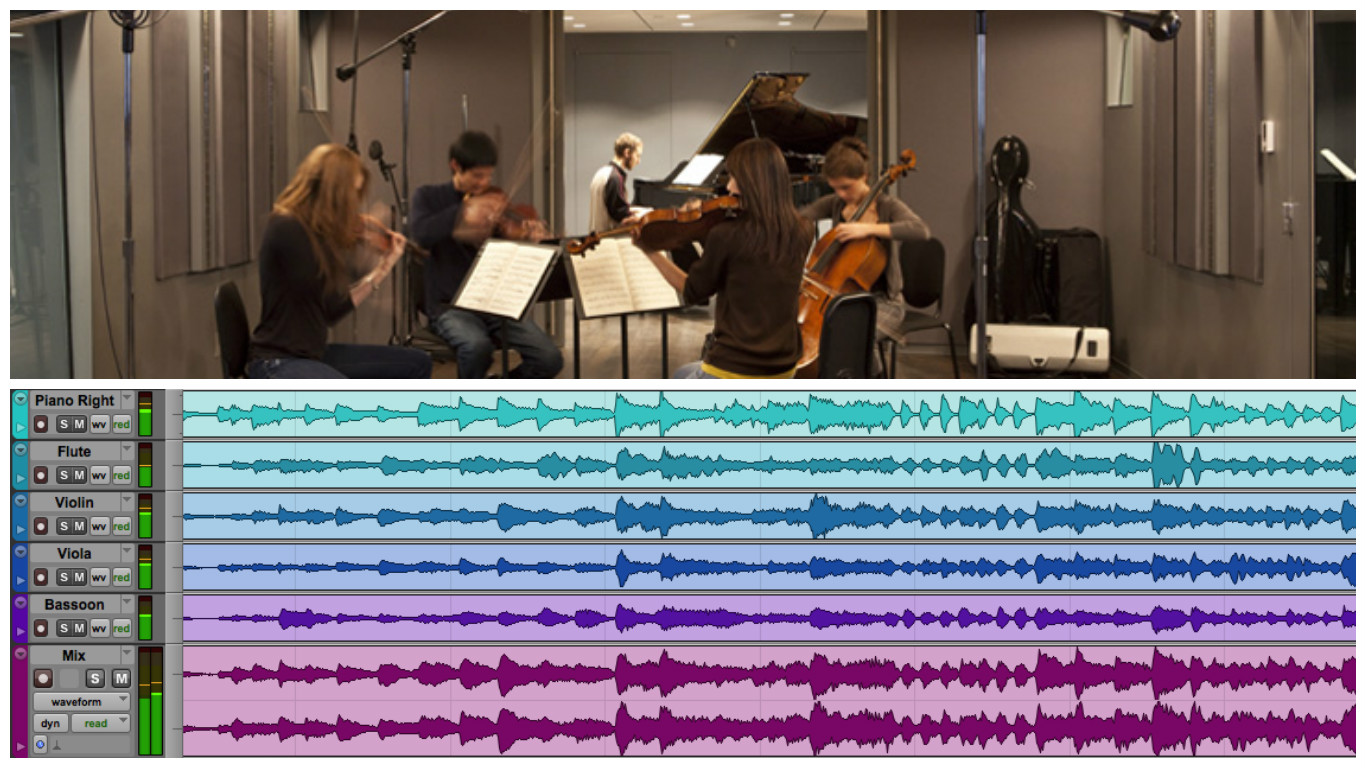 Piano Right
S M wv red
Flute
S M wv red
Violin
S M wv red
Viola
S M wv red
Bassoon
S M wv red
Mix
S M
waveform
dyn read